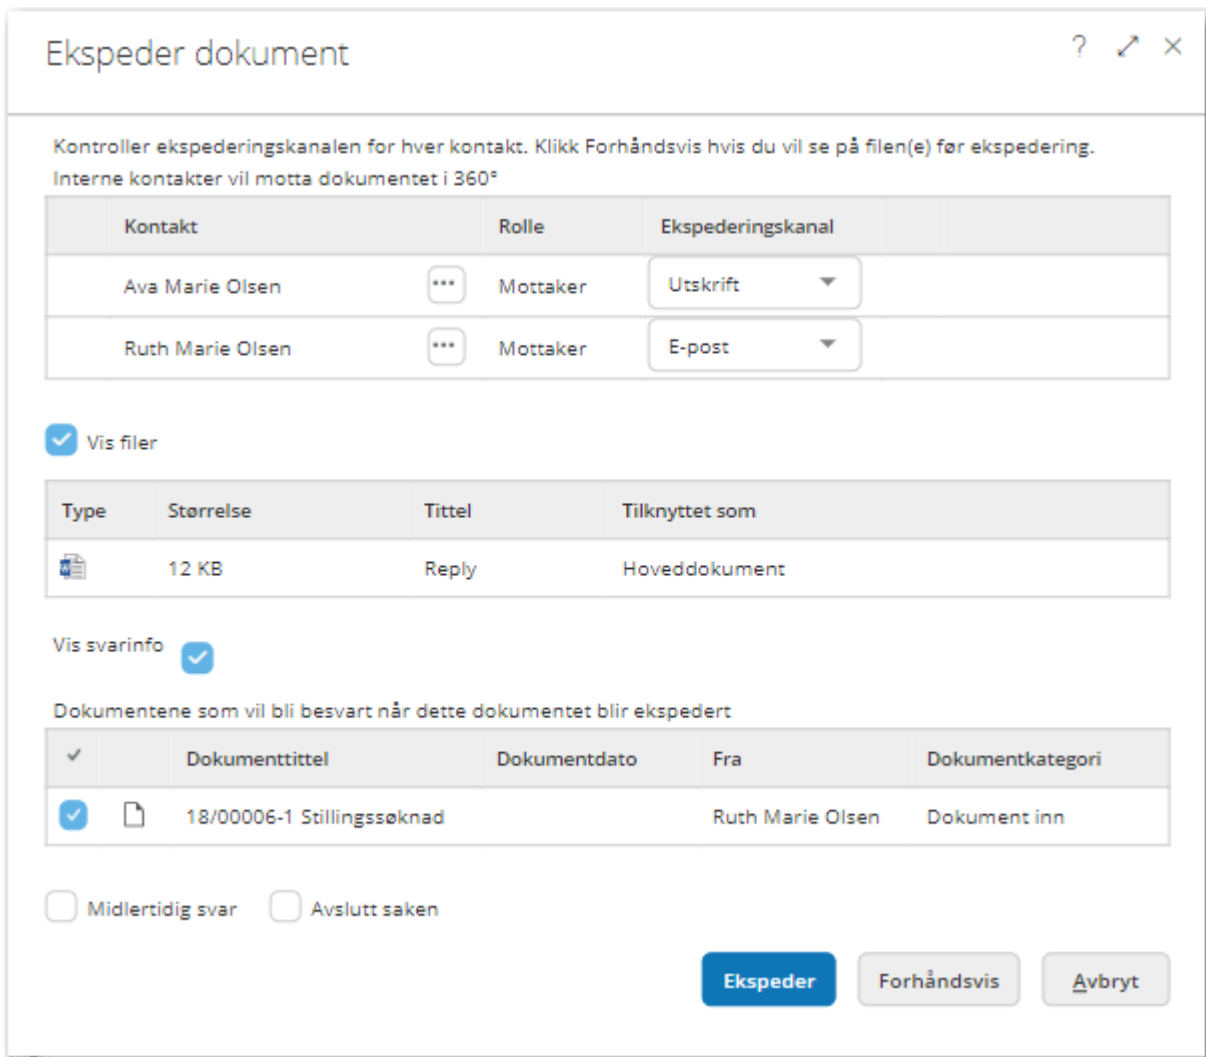 Ekspeder dokument ?
Kontroller ekspederingskanalen for hver kontakt. Klikk Forhåndsvis hvis du vil se på filen(e) før ekspedering.
Interne kontakter vil motta dokumentet i 360°
Kontakt Rolle Ekspederingskanal
Ava Marie Olsen Mottaker Utskrift
Ruth Marie Olsen Mottaker E-post
Vis filer
Type Størrelse Tittel Tilknyttet som
12 KB Reply Hoveddokument
Vis svarinfo
Dokumentene som vil bli besvart når dette dokumentet blir ekspedert
Dokumenttittel Dokumentdato Fra Dokumentkategori
18/00006-1 Stillingssøknad Ruth Marie Olsen Dokument inn
Midlertidig svar Avslutt saken
Ekspeder Forhåndsvis Avbryt